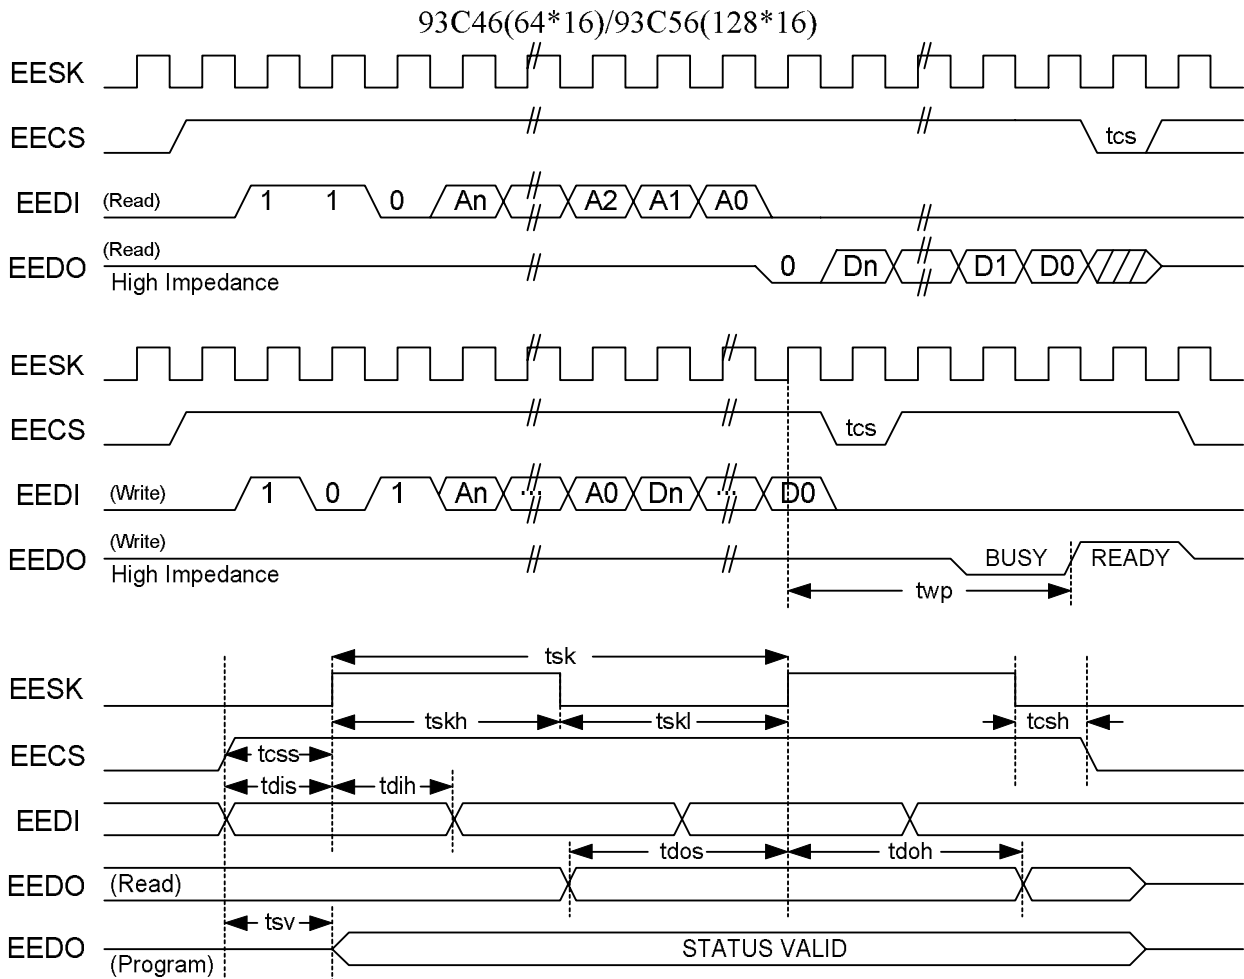 93C46(64*16)/93C56(128*16)
EESK
EECS tcs
EEDI (Read) 1 1 0 An A2 A1 A0
EEDO (Read) High Impedance 0 Dn D1 D0
EESK
EECS tcs
EEDI (Write) 1 0 1 An ... A0 Dn ... D0
EEDO (Write) High Impedance BUSY READY
twp
tsk
EESK
tskh tskl tcsh
EECS tcss
tdis tdih
EEDI
tdos tdoh
EEDO (Read)
tsv
EEDO (Program) STATUS VALID